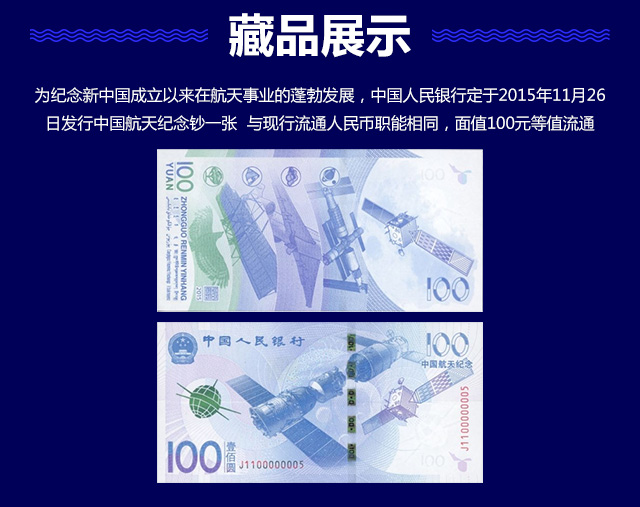 藏品展示
为纪念新中国成立以来在航天事业的蓬勃发展，中国人民银行定于2015年11月26
日发行中国航天纪念钞一张 与现行流通人民币职能相同，面值100元等值流通
100
YUAN
ZHONGGUO RENMIN YINHANG
2015
100
100
中国人民银行
100
中国航天纪念
J1100000005
100
壹佰圆
J1100000005
100